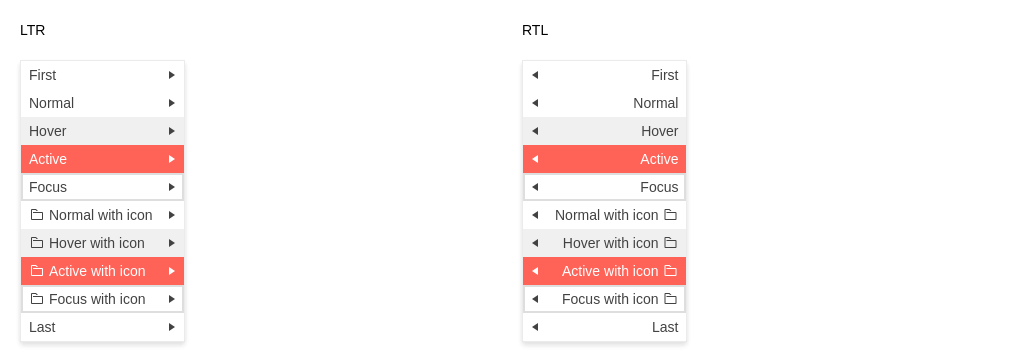 LTR
First
Normal
Hover
Active
Focus
Normal with icon
Hover with icon
Active with icon
Focus with icon
Last
RTL
First
Normal
Hover
Active
Focus
Normal with icon
Hover with icon
Active with icon
Focus with icon
Last